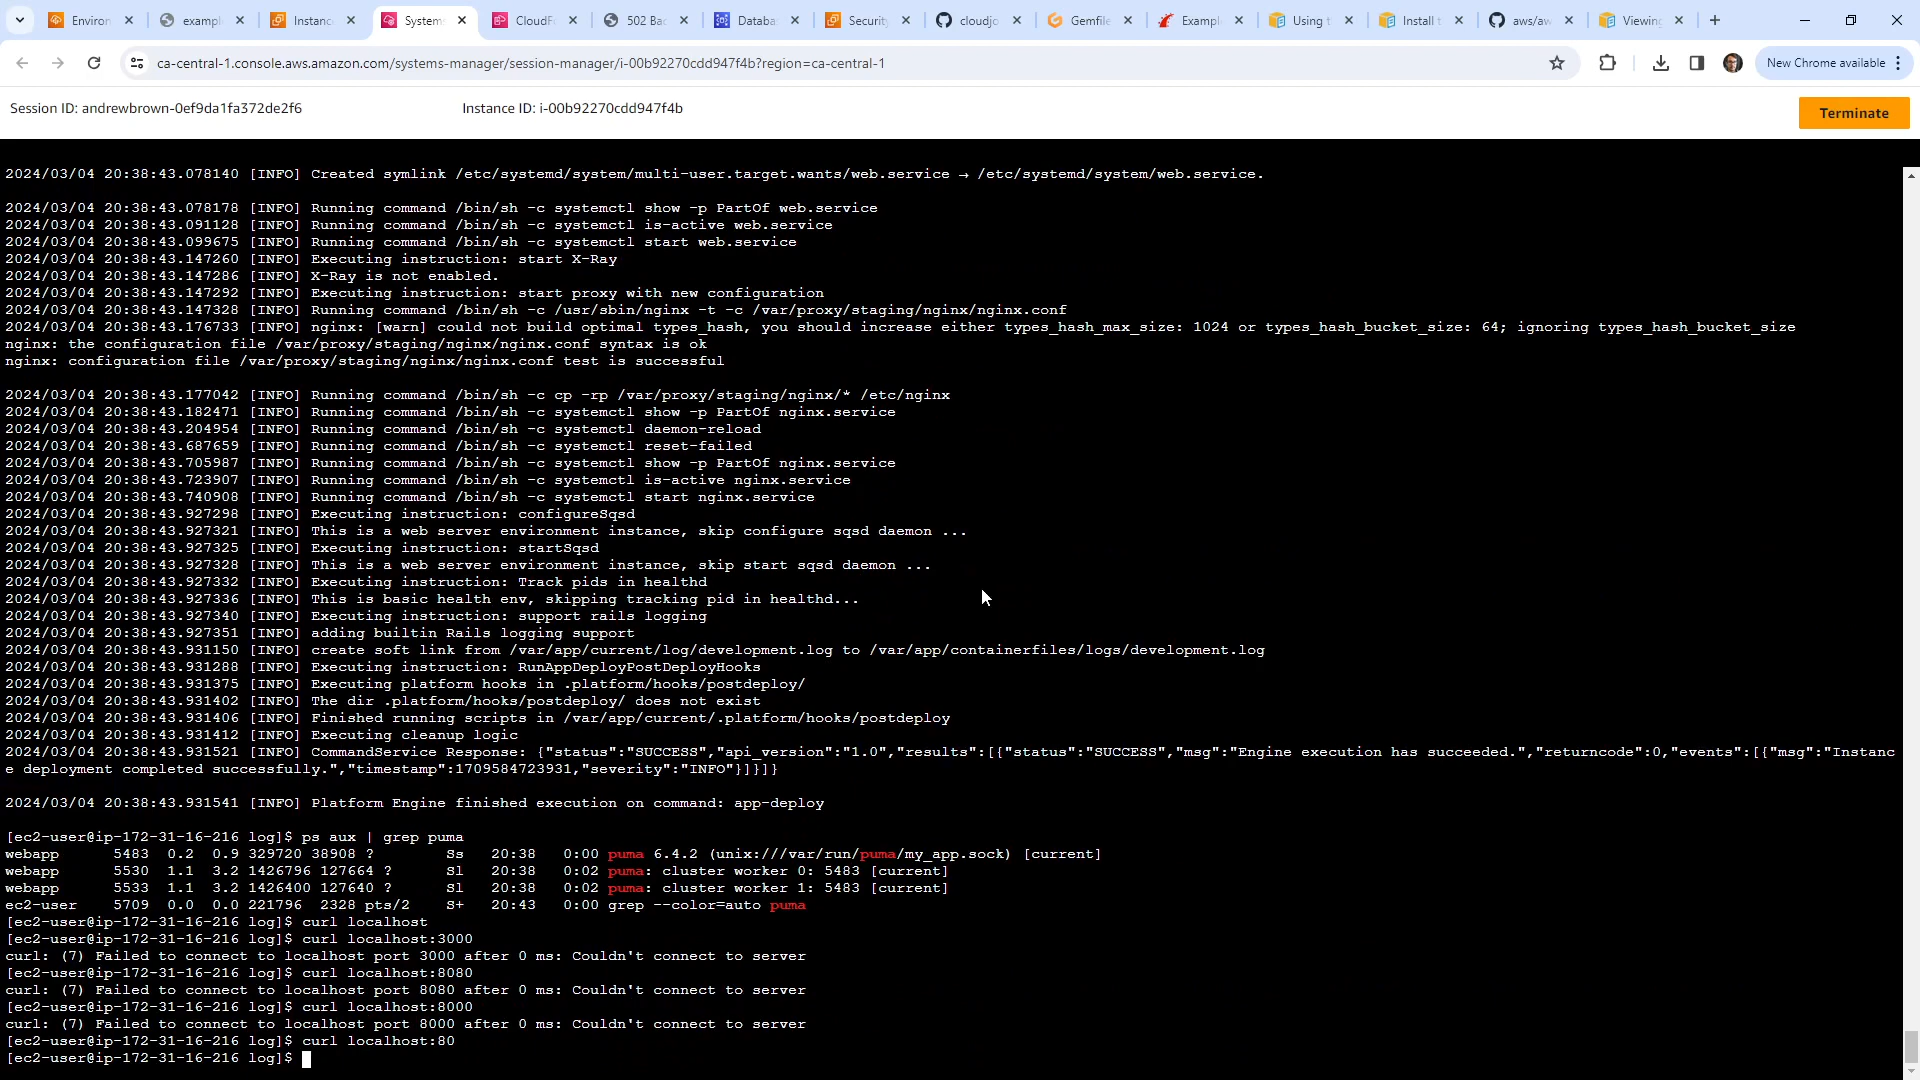 Environ
exampl
Instanc
System
CloudF
502 Bac
Databa
Security
cloudjo
Gemfile
Exampl
Using t
Install t
aws/aw
Viewing
ca-central-1.console.aws.amazon.com/systems-manager/session-manager/i-00b92270cdd947f4b?region=ca-central-1
New Chrome available
Session ID: andrewbrown-0ef9da1fa372de2f6
Instance ID: i-00b92270cdd947f4b
Terminate
2024/03/04 20:38:43.078140 [INFO] Created symlink /etc/systemd/system/multi-user.target.wants/web.service → /etc/systemd/system/web.service.
2024/03/04 20:38:43.078178 [INFO] Running command /bin/sh -c systemctl show -p PartOf web.service
2024/03/04 20:38:43.091128 [INFO] Running command /bin/sh -c systemctl is-active web.service
2024/03/04 20:38:43.099675 [INFO] Running command /bin/sh -c systemctl start web.service
2024/03/04 20:38:43.147260 [INFO] Executing instruction: start X-Ray
2024/03/04 20:38:43.147286 [INFO] X-Ray is not enabled.
2024/03/04 20:38:43.147292 [INFO] Executing instruction: start proxy with new configuration
2024/03/04 20:38:43.147328 [INFO] Running command /bin/sh -c /usr/sbin/nginx -t -c /var/proxy/staging/nginx/nginx.conf
2024/03/04 20:38:43.176733 [INFO] nginx: [warn] could not build optimal types_hash, you should increase either types_hash_max_size: 1024 or types_hash_bucket_size: 64; ignoring types_hash_bucket_size
nginx: the configuration file /var/proxy/staging/nginx/nginx.conf syntax is ok
nginx: configuration file /var/proxy/staging/nginx/nginx.conf test is successful
2024/03/04 20:38:43.177042 [INFO] Running command /bin/sh -c cp -rp /var/proxy/staging/nginx/* /etc/nginx
2024/03/04 20:38:43.182471 [INFO] Running command /bin/sh -c systemctl show -p PartOf nginx.service
2024/03/04 20:38:43.204954 [INFO] Running command /bin/sh -c systemctl daemon-reload
2024/03/04 20:38:43.687659 [INFO] Running command /bin/sh -c systemctl reset-failed
2024/03/04 20:38:43.705987 [INFO] Running command /bin/sh -c systemctl show -p PartOf nginx.service
2024/03/04 20:38:43.723907 [INFO] Running command /bin/sh -c systemctl is-active nginx.service
2024/03/04 20:38:43.740908 [INFO] Running command /bin/sh -c systemctl start nginx.service
2024/03/04 20:38:43.927298 [INFO] Executing instruction: configureSqsd
2024/03/04 20:38:43.927321 [INFO] This is a web server environment instance, skip configure sqsd daemon ...
2024/03/04 20:38:43.927325 [INFO] Executing instruction: startSqsd
2024/03/04 20:38:43.927328 [INFO] This is a web server environment instance, skip start sqsd daemon ...
2024/03/04 20:38:43.927332 [INFO] Executing instruction: Track pids in healthd
2024/03/04 20:38:43.927336 [INFO] This is basic health env, skipping tracking pid in healthd...
2024/03/04 20:38:43.927340 [INFO] Executing instruction: support rails logging
2024/03/04 20:38:43.927351 [INFO] adding builtin Rails logging support
2024/03/04 20:38:43.931150 [INFO] create soft link from /var/app/current/log/development.log to /var/app/containerfiles/logs/development.log
2024/03/04 20:38:43.931288 [INFO] Executing instruction: RunAppDeployPostDeployHooks
2024/03/04 20:38:43.931375 [INFO] Executing platform hooks in .platform/hooks/postdeploy/
2024/03/04 20:38:43.931402 [INFO] The dir .platform/hooks/postdeploy/ does not exist
2024/03/04 20:38:43.931406 [INFO] Finished running scripts in /var/app/current/.platform/hooks/postdeploy
2024/03/04 20:38:43.931412 [INFO] Executing cleanup logic
2024/03/04 20:38:43.931521 [INFO] CommandService Response: {"status":"SUCCESS","api_version":"1.0","results":[{"status":"SUCCESS","msg":"Engine execution has succeeded.","returncode":0,"events":[{"msg":"Instanc
e deployment completed successfully.","timestamp":1709584723931,"severity":"INFO"}]}]}
2024/03/04 20:38:43.931541 [INFO] Platform Engine finished execution on command: app-deploy
[ec2-user@ip-172-31-16-216 log]$ ps aux | grep puma
webapp 5483 0.2 0.9 329720 38908 ? Ss 20:38 0:00 puma 6.4.2 (unix:///var/run/puma/my_app.sock) [current]
webapp 5530 1.1 3.2 1426796 127664 ? Sl 20:38 0:02 puma: cluster worker 0: 5483 [current]
webapp 5533 1.1 3.2 1426400 127640 ? Sl 20:38 0:02 puma: cluster worker 1: 5483 [current]
ec2-user 5709 0.0 0.0 221796 2328 pts/2 S+ 20:43 0:00 grep --color=auto puma
[ec2-user@ip-172-31-16-216 log]$ curl localhost
[ec2-user@ip-172-31-16-216 log]$ curl localhost:3000
curl: (7) Failed to connect to localhost port 3000 after 0 ms: Couldn't connect to server
[ec2-user@ip-172-31-16-216 log]$ curl localhost:8080
curl: (7) Failed to connect to localhost port 8080 after 0 ms: Couldn't connect to server
[ec2-user@ip-172-31-16-216 log]$ curl localhost:8000
curl: (7) Failed to connect to localhost port 8000 after 0 ms: Couldn't connect to server
[ec2-user@ip-172-31-16-216 log]$ curl localhost:80
[ec2-user@ip-172-31-16-216 log]$